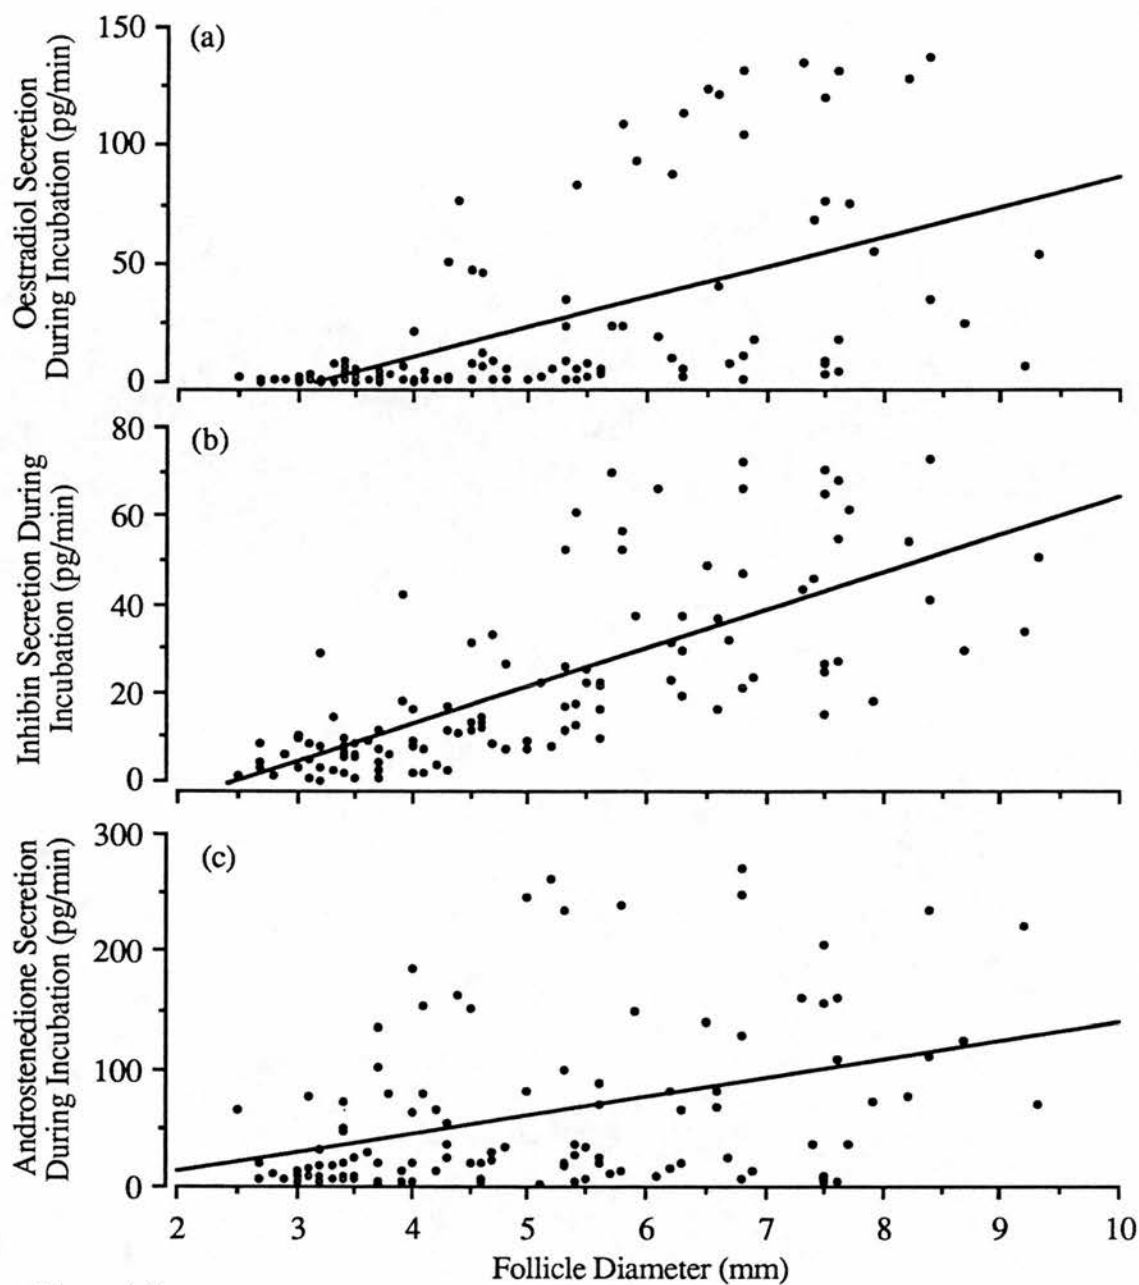 (a)
Oestradiol Secretion
During Incubation (pg/min)
150
100
50
0
(b)
Inhibin Secretion During
Incubation (pg/min)
80
60
40
20
0
(c)
Androstenedione Secretion
During Incubation (pg/min)
300
200
100
0
2 3 4 5 6 7 8 9 10
Follicle Diameter (mm)